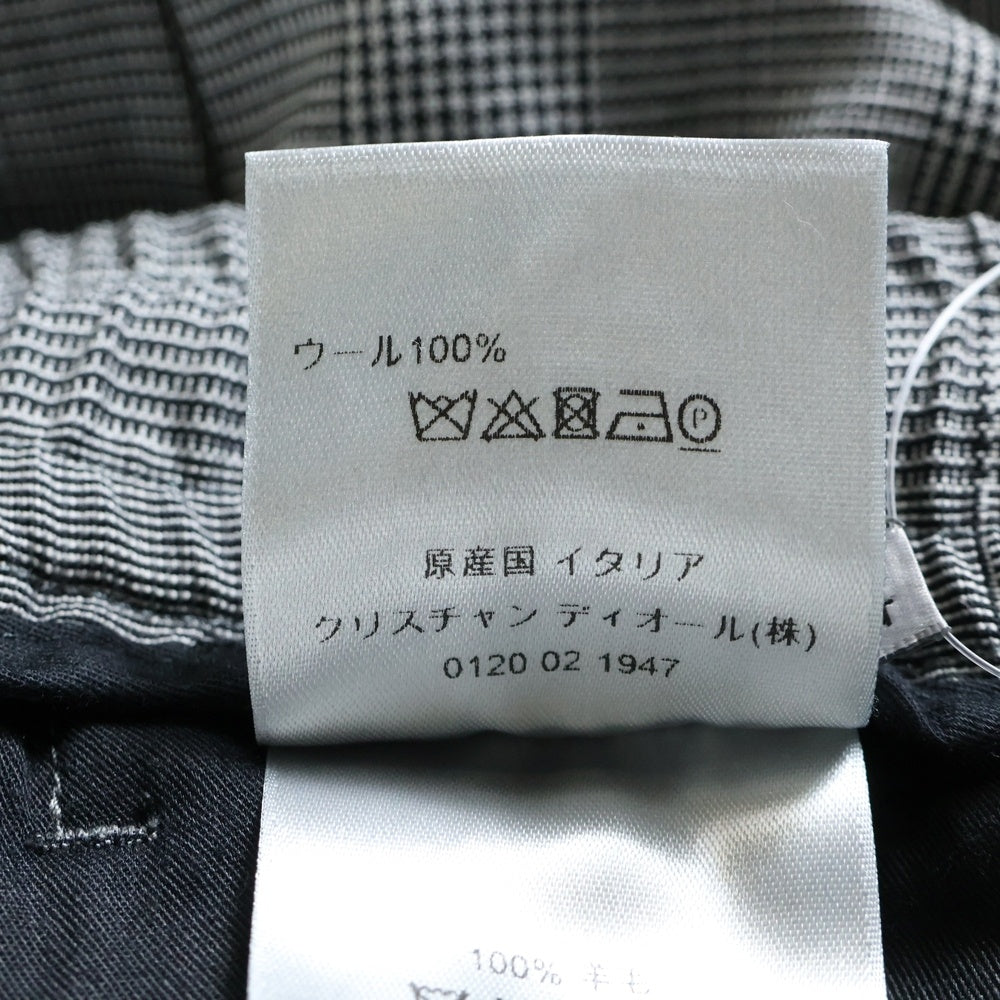 ウール100%
P
原産国 イタリア
クリスチャン ディオール(株)
0120 02 1947
100% 羊毛